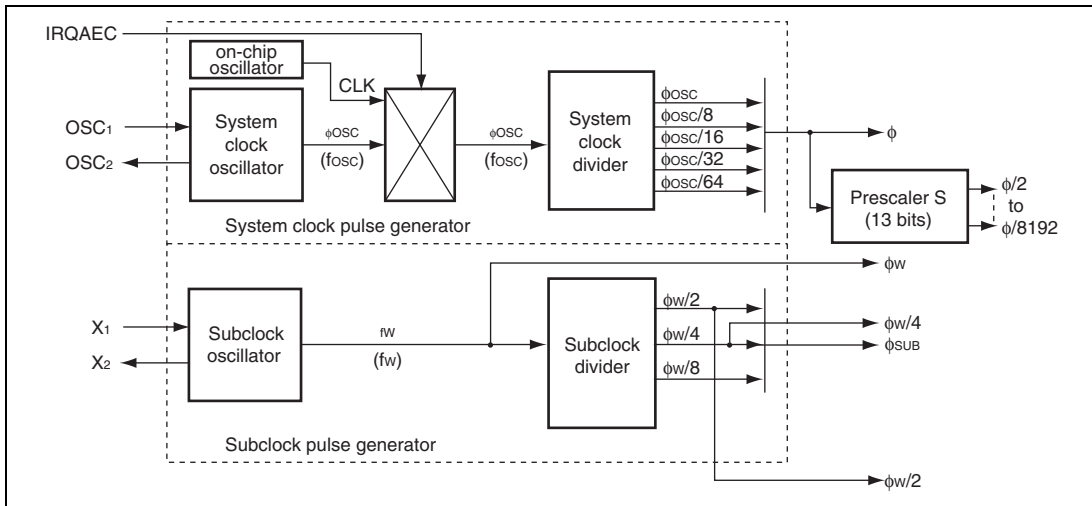 IRQAEC
on-chip
oscillator
CLK
OSC1
OSC2
System
clock
oscillator
φOSC
(fOSC)
φOSC
(fOSC)
System
clock
divider
φOSC
φOSC/8
φOSC/16
φOSC/32
φOSC/64
φ
Prescaler S
(13 bits)
φ/2
to
φ/8192
System clock pulse generator
φW
X1
X2
Subclock
oscillator
fW
(fW)
Subclock
divider
φW/2
φW/4
φW/8
φW/4
φSUB
Subclock pulse generator
φW/2